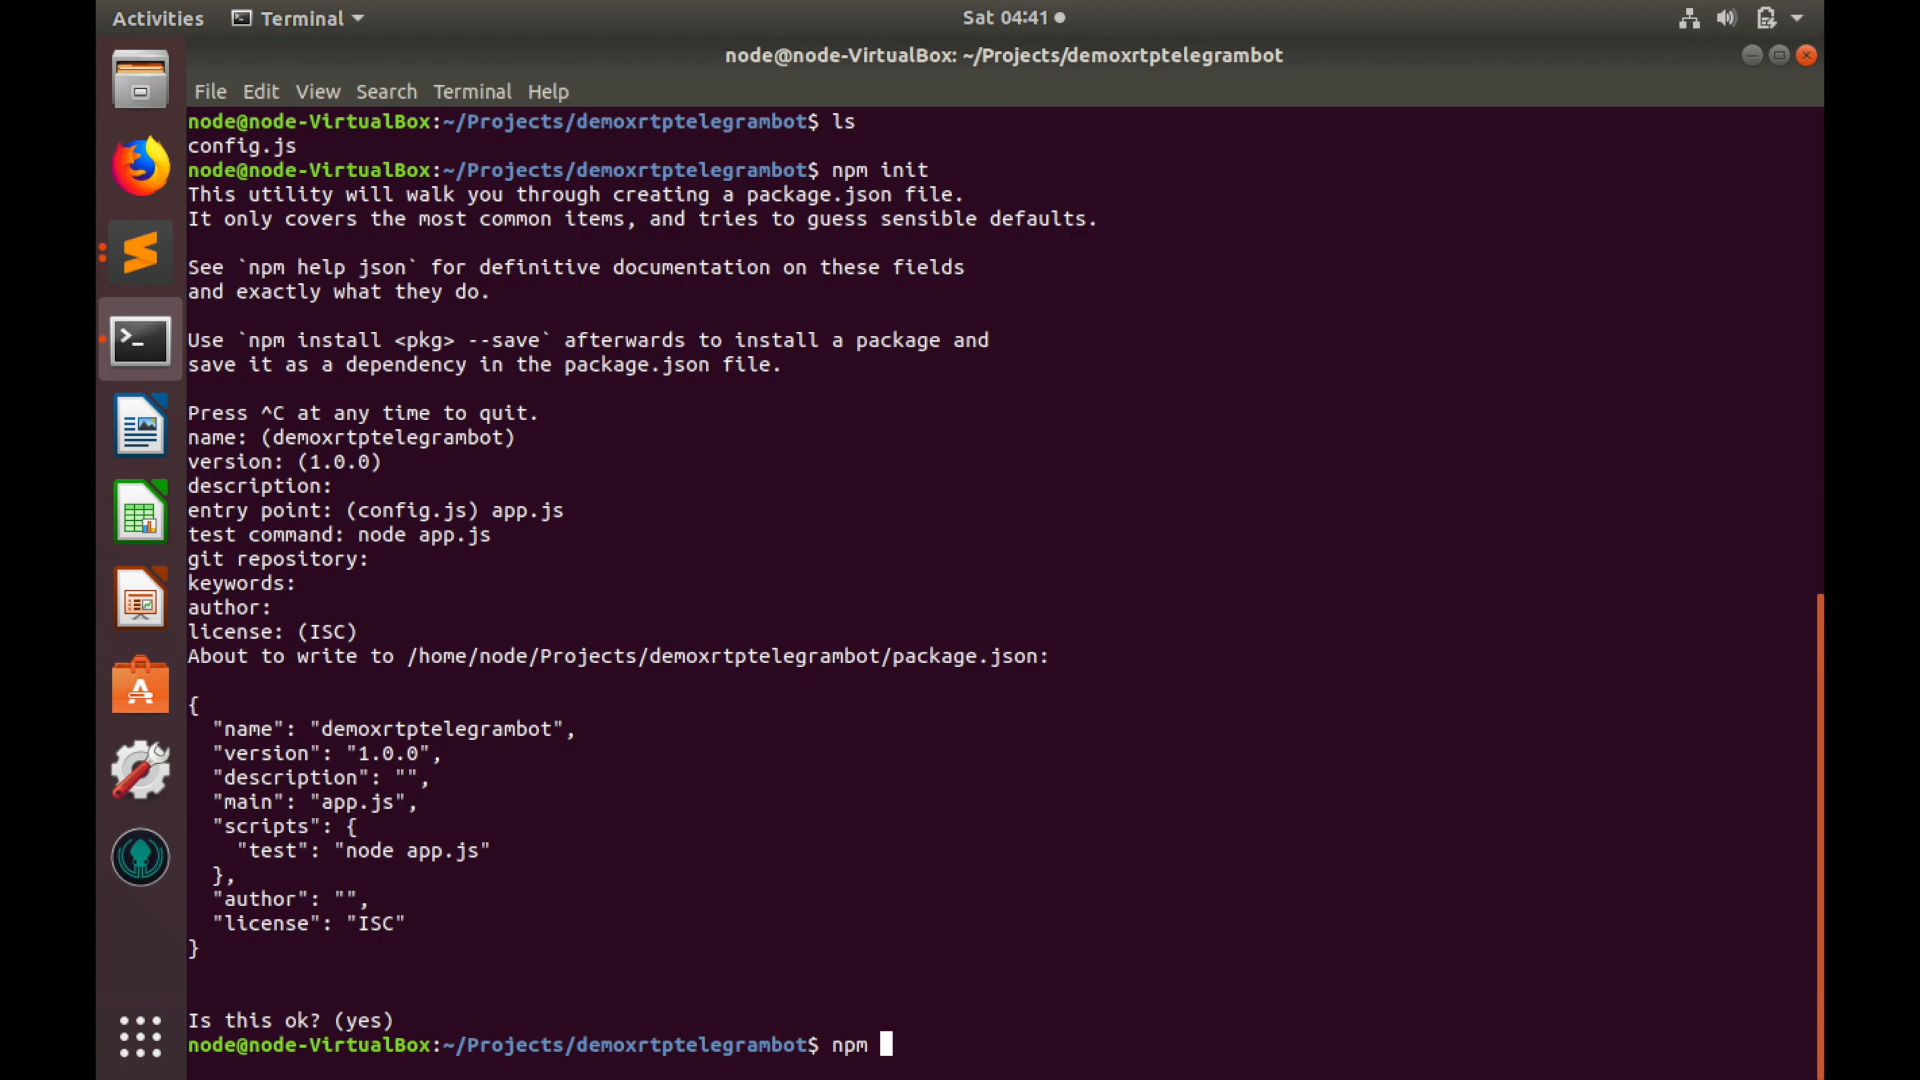 Activities Terminal Sat 04:41
node@node-VirtualBox: ~/Projects/demoxrtptelegrambot
File Edit View Search Terminal Help
node@node-VirtualBox:~/Projects/demoxrtptelegrambot$ ls
config.js
node@node-VirtualBox:~/Projects/demoxrtptelegrambot$ npm init
This utility will walk you through creating a package.json file.
It only covers the most common items, and tries to guess sensible defaults.
See `npm help json` for definitive documentation on these fields
and exactly what they do.
Use `npm install <pkg> --save` afterwards to install a package and
save it as a dependency in the package.json file.
Press ^C at any time to quit.
name: (demoxrtptelegrambot)
version: (1.0.0)
description:
entry point: (config.js) app.js
test command: node app.js
git repository:
keywords:
author:
license: (ISC)
About to write to /home/node/Projects/demoxrtptelegrambot/package.json:
{
  "name": "demoxrtptelegrambot",
  "version": "1.0.0",
  "description": "",
  "main": "app.js",
  "scripts": {
    "test": "node app.js"
  },
  "author": "",
  "license": "ISC"
}
Is this ok? (yes)
node@node-VirtualBox:~/Projects/demoxrtptelegrambot$ npm